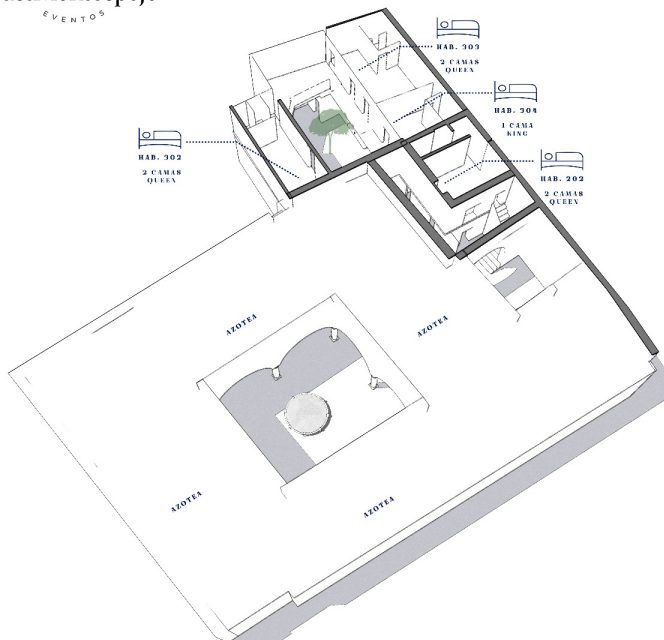 EVENTOS
HAB. 303
2 CAMAS
QUEEN
HAB. 304
1 CAMA
KING
HAB. 302
2 CAMAS
QUEEN
HAB. 202
2 CAMAS
QUEEN
AZOTEA
AZOTEA
AZOTEA
AZOTEA